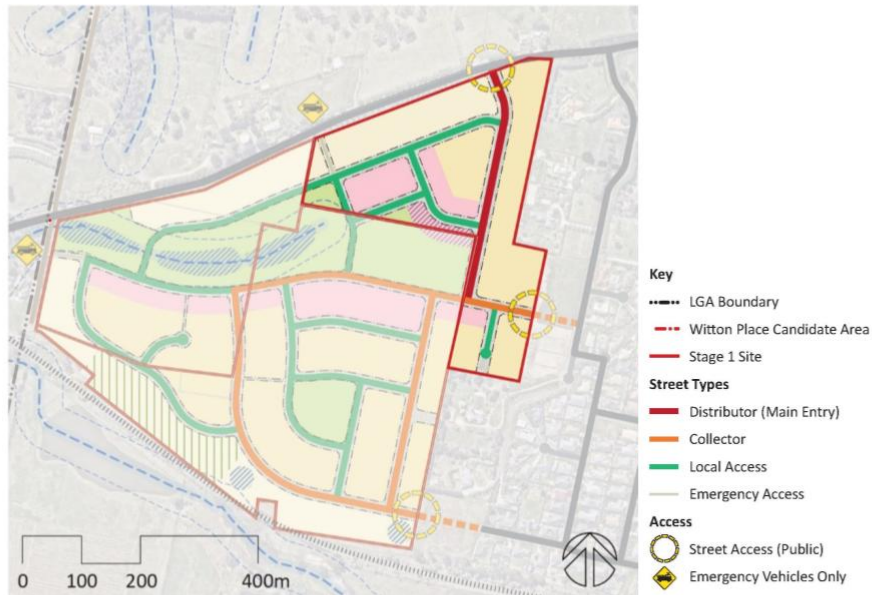 Key
LGA Boundary
Witton Place Candidate Area
Stage 1 Site
Street Types
Distributor (Main Entry)
Collector
Local Access
Emergency Access
Access
Street Access (Public)
Emergency Vehicles Only
0 100 200 400m